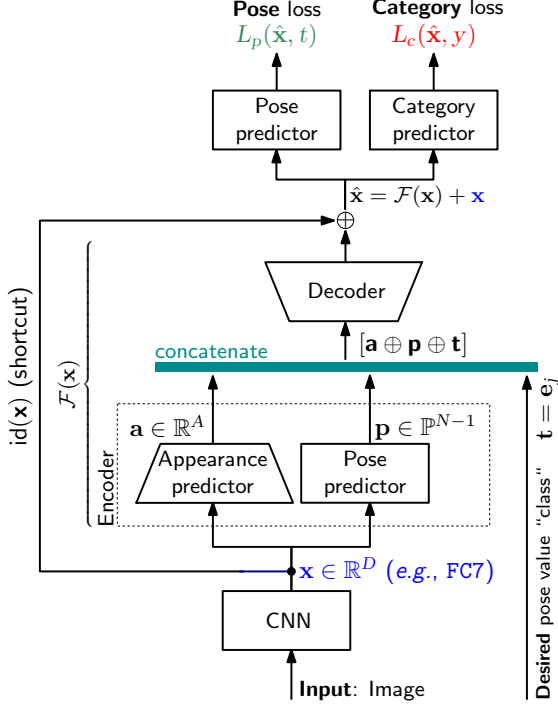 Pose loss
Category loss
L_p(x̂, t)
L_c(x̂, y)
Pose
predictor
Category
predictor
x̂ = F(x) + x
⊕
Decoder
[a ⊕ p ⊕ t]
concatenate
id(x) (shortcut)
F(x)
Encoder
a ∈ ℝ^A
p ∈ ℙ^{N−1}
Appearance
predictor
Pose
predictor
x ∈ ℝ^D (e.g., FC7)
CNN
Input: Image
Desired pose value “class“ t = e_j